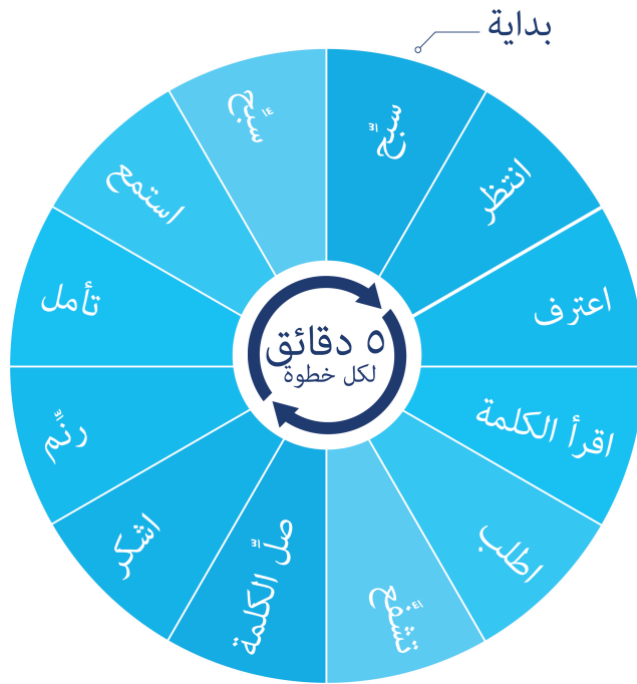 بداية
سبِّح
انتظر
اعترف
اقرأ الكلمة
اطلب
تشفَّع
صلِّ الكلمة
اشكر
رنِّم
تأمل
استمع
سبِّح
٥ دقائق
لكل خطوة